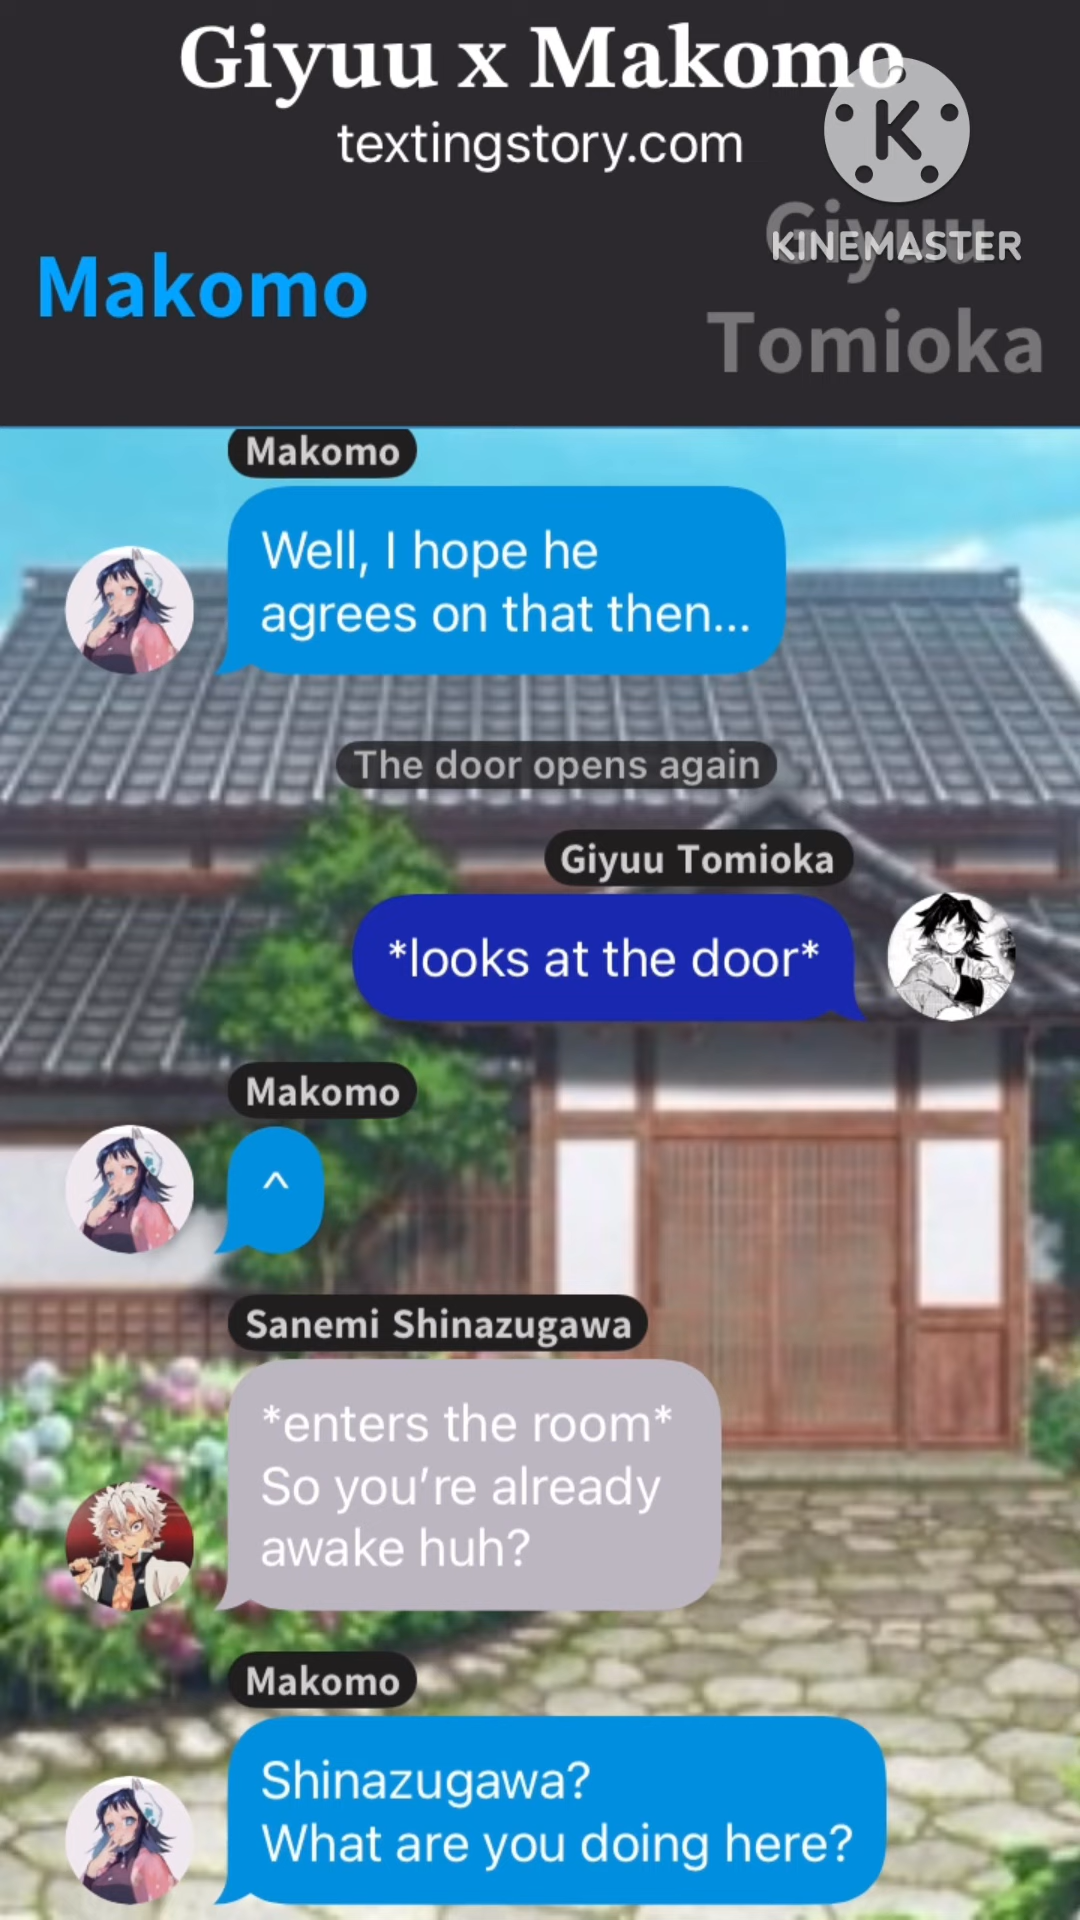 Giyuu x Makomo
textingstory.com
K
KINEMASTER
Makomo
Giyuu
Tomioka
Makomo
Well, I hope he
agrees on that then...
The door opens again
Giyuu Tomioka
*looks at the door*
Makomo
^
Sanemi Shinazugawa
*enters the room*
So you’re already
awake huh?
Makomo
Shinazugawa?
What are you doing here?